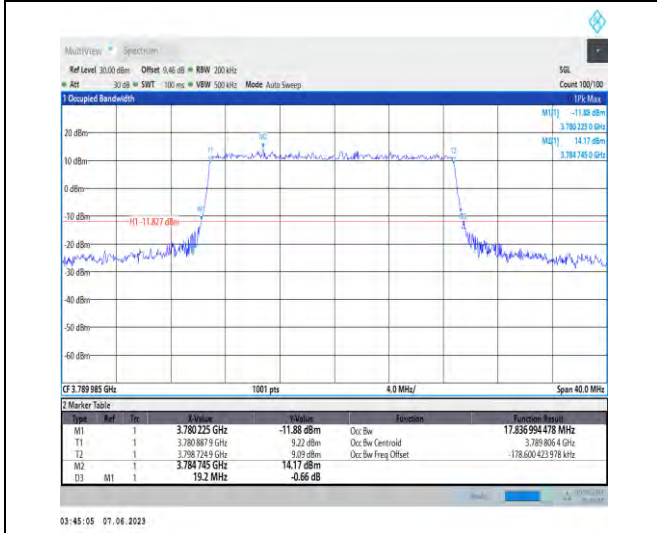 MultiView Spectrum
Ref Level 30.00 dBm Offset 9.46 dB RBW 200 kHz SGL
Att 30 dB SWT 100 ms VBW 500 kHz Mode Auto Sweep Count 100/100
1 Occupied Bandwidth 1Pk Max
M1[1] -11.88 dBm
3.780 225 0 GHz
M2[1] 14.17 dBm
3.784 745 0 GHz
20 dBm
M2
T1 T2
10 dBm
0 dBm
M1
-10 dBm
H1 -11.827 dBm
-20 dBm
-30 dBm
-40 dBm
-50 dBm
-60 dBm
CF 3.789 985 GHz 1001 pts 4.0 MHz/ Span 40.0 MHz
2 Marker Table
Type Ref Trc X-Value Y-Value Function Function Result
M1 1 3.780 225 GHz -11.88 dBm Occ Bw 17.836 994 478 MHz
T1 1 3.780 887 9 GHz 9.22 dBm Occ Bw Centroid 3.789 806 4 GHz
T2 1 3.798 724 9 GHz 9.09 dBm Occ Bw Freq Offset -178.600 423 978 kHz
M2 1 3.784 745 GHz 14.17 dBm
D3 M1 1 19.2 MHz -0.66 dB
03:45:05 07.06.2023